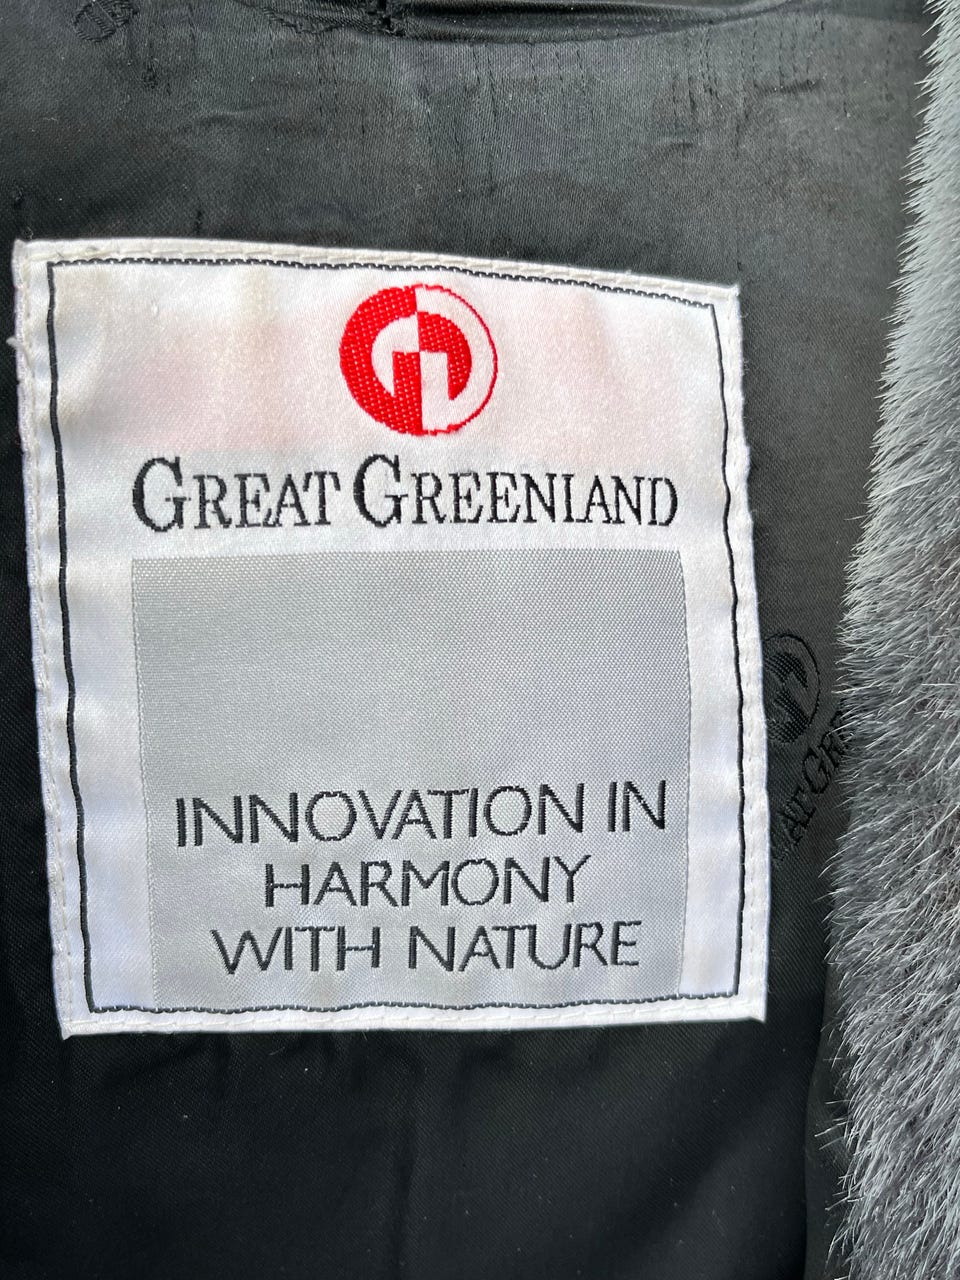 GREAT GREENLAND
INNOVATION IN
HARMONY
WITH NATURE